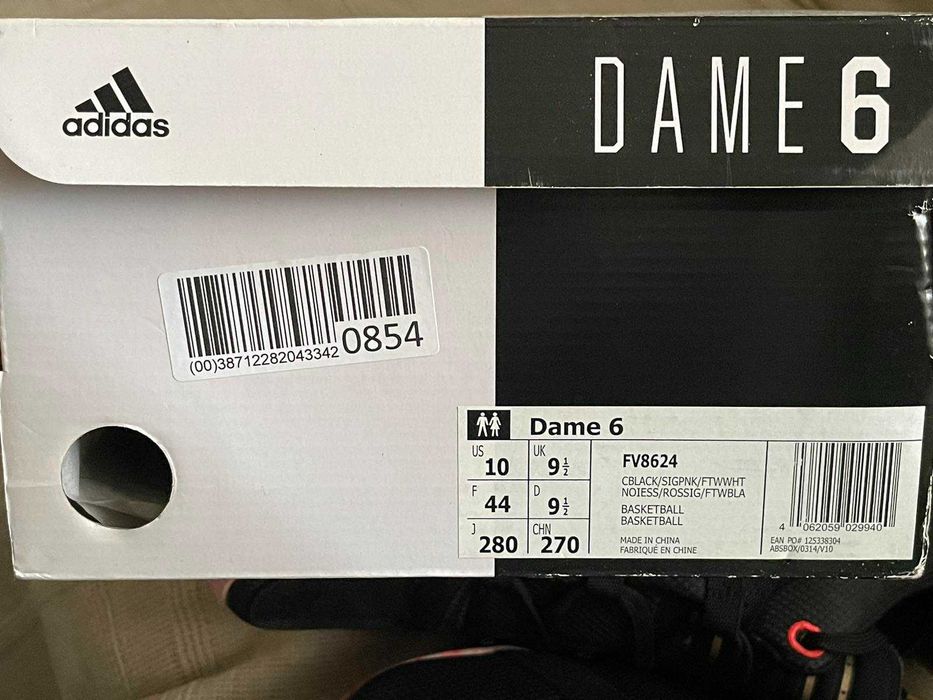 adidas
DAME 6
(00)38712282043342 0854
Dame 6
US 10
UK 9½
F 44
D 9½
J 280
CHN 270
FV8624
CBLACK/SIGPNK/FTWWHT
NOIESS/ROSSIG/FTWBLA
BASKETBALL
BASKETBALL
MADE IN CHINA
FABRIQUÉ EN CHINE
4 062059 029940
EAN PO# 125338304
ABSBOX/0314/V10